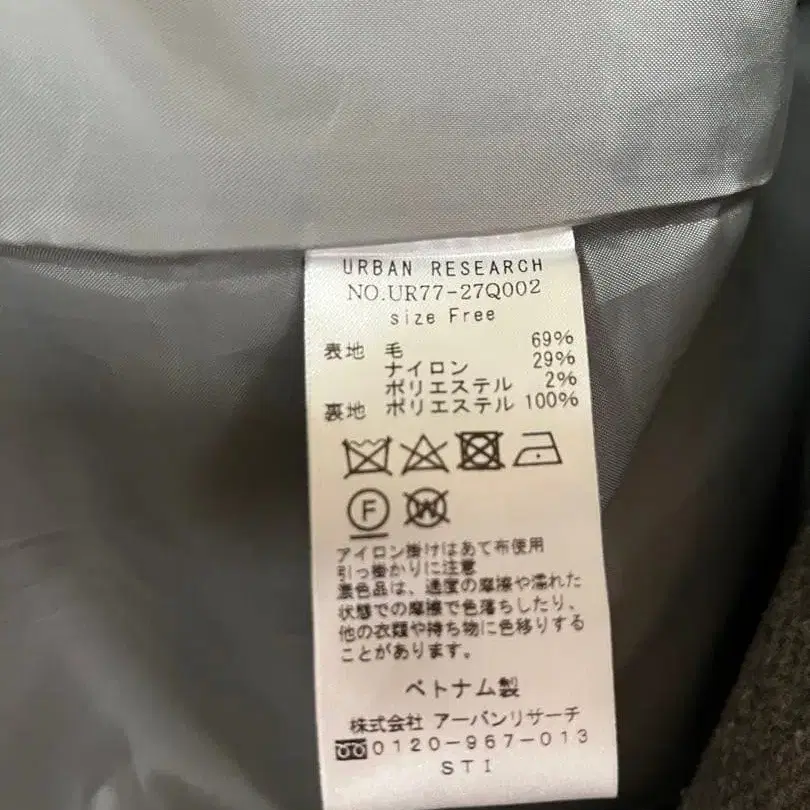 URBAN RESEARCH
NO.UR77-27Q002
size Free
表地 毛 69%
ナイロン 29%
ポリエステル 2%
裏地 ポリエステル 100%
F W
アイロン掛けはあて布使用
引っ掛かりに注意
濃色品は、過度の摩擦や濡れた
状態での摩擦で色落ちしたり、
他の衣類や持ち物に色移りする
ことがあります。
ベトナム製
株式会社 アーバンリサーチ
0120-967-013
STI